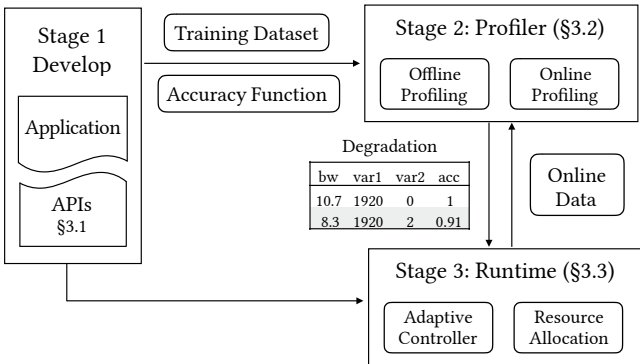 Stage 1
Develop
Application
APIs
§3.1
Training Dataset
Accuracy Function
Stage 2: Profiler (§3.2)
Offline
Profiling
Online
Profiling
Degradation
bw var1 var2 acc
10.7 1920 0 1
8.3 1920 2 0.91
Online
Data
Stage 3: Runtime (§3.3)
Adaptive
Controller
Resource
Allocation